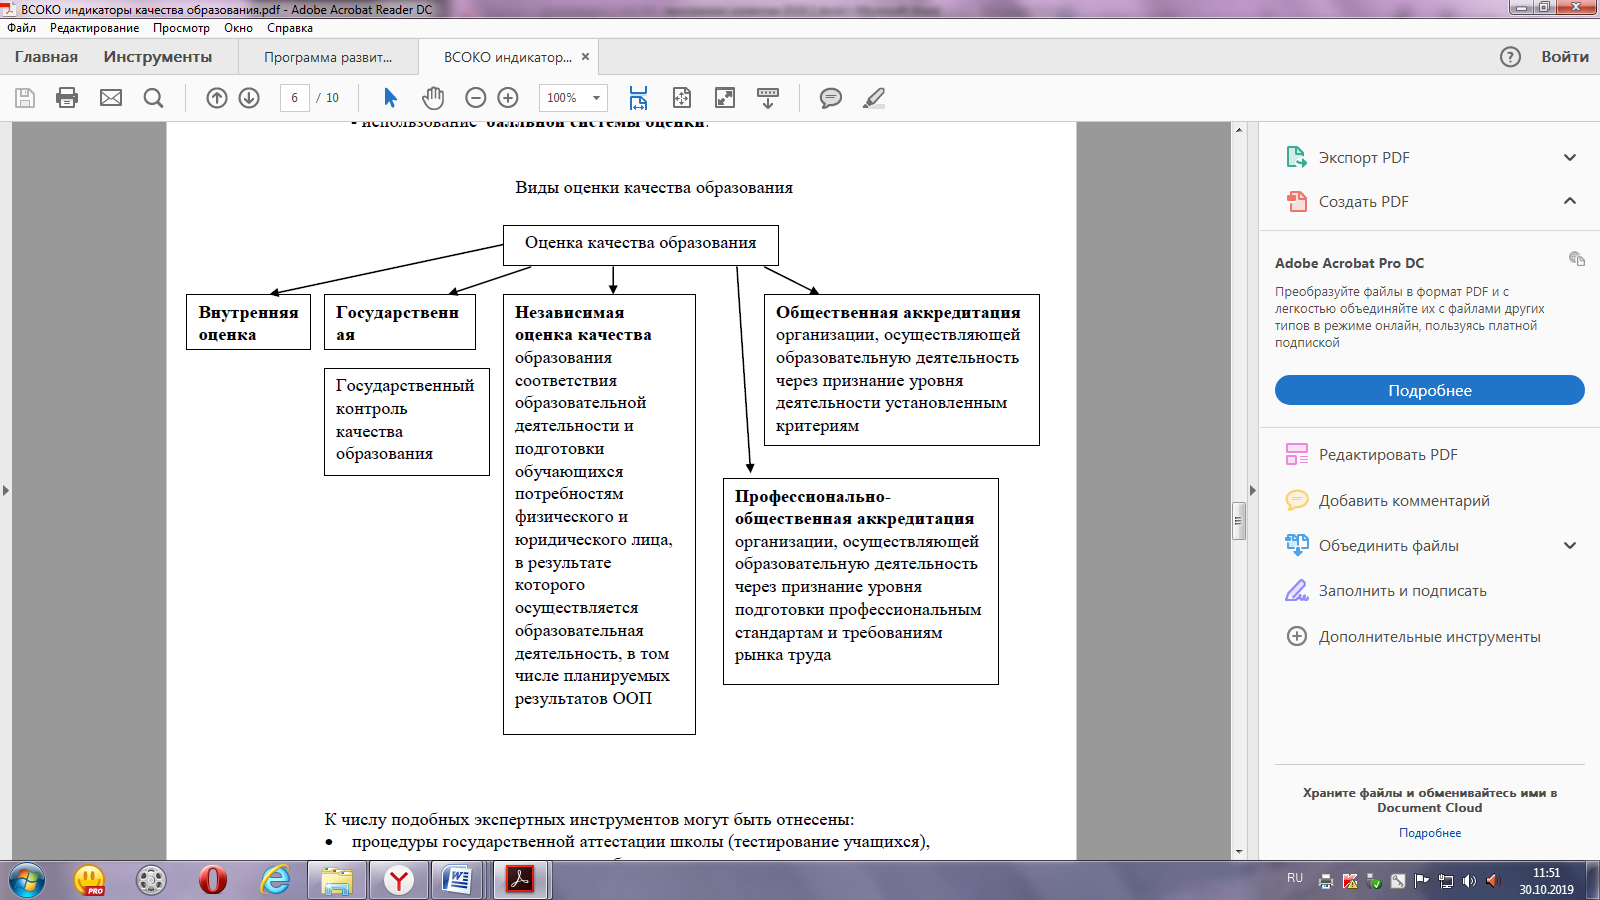 ВСОКО индикаторы качества образования.pdf - Adobe Acrobat Reader DC
Файл Редактирование Просмотр Окно Справка
Главная Инструменты Программа развит... ВСОКО индикатор... × Войти
6 / 10 100%
- использование балльной системы оценки.
Виды оценки качества образования
Оценка качества образования
Внутренняя
оценка
Государственн
ая
Государственный
контроль
качества
образования
Независимая
оценка качества
образования
соответствия
образовательной
деятельности и
подготовки
обучающихся
потребностям
физического и
юридического лица,
в результате
которого
осуществляется
образовательная
деятельность, в том
числе планируемых
результатов ООП
Общественная аккредитация
организации, осуществляющей
образовательную деятельность
через признание уровня
деятельности установленным
критериям
Профессионально-
общественная аккредитация
организации, осуществляющей
образовательную деятельность
через признание уровня
подготовки профессиональным
стандартам и требованиям
рынка труда
К числу подобных экспертных инструментов могут быть отнесены:
• процедуры государственной аттестации школы (тестирование учащихся),
Экспорт PDF
Создать PDF
Adobe Acrobat Pro DC
Преобразуйте файлы в формат PDF и с
легкостью объединяйте их с файлами других
типов в режиме онлайн, пользуясь платной
подпиской
Подробнее
Редактировать PDF
Добавить комментарий
Объединить файлы
Заполнить и подписать
Дополнительные инструменты
Храните файлы и обменивайтесь ими в
Document Cloud
Подробнее
PRO
RU
11:51
30.10.2019